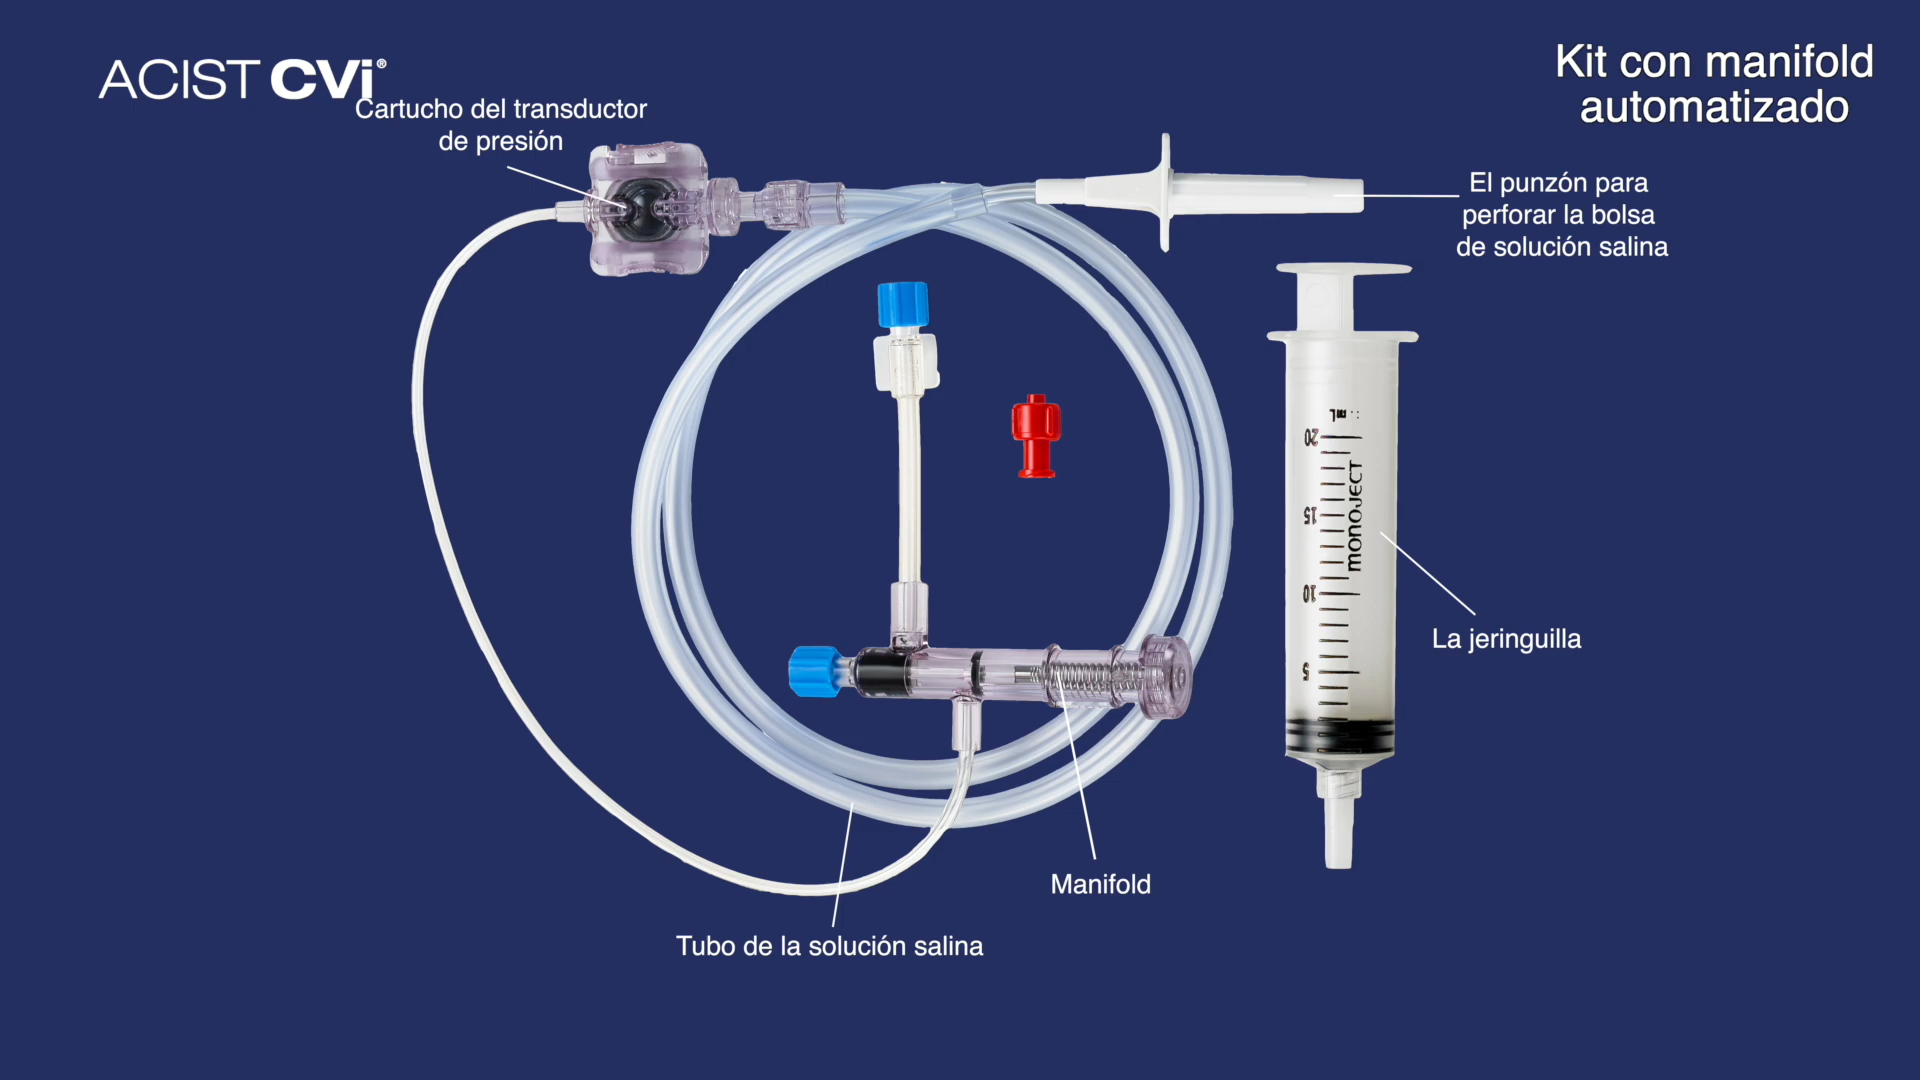 ACIST CVi®
Kit con manifold
automatizado
Cartucho del transductor
de presión
El punzón para
perforar la bolsa
de solución salina
mL
20
15
10
5
monoject
La jeringuilla
Manifold
Tubo de la solución salina